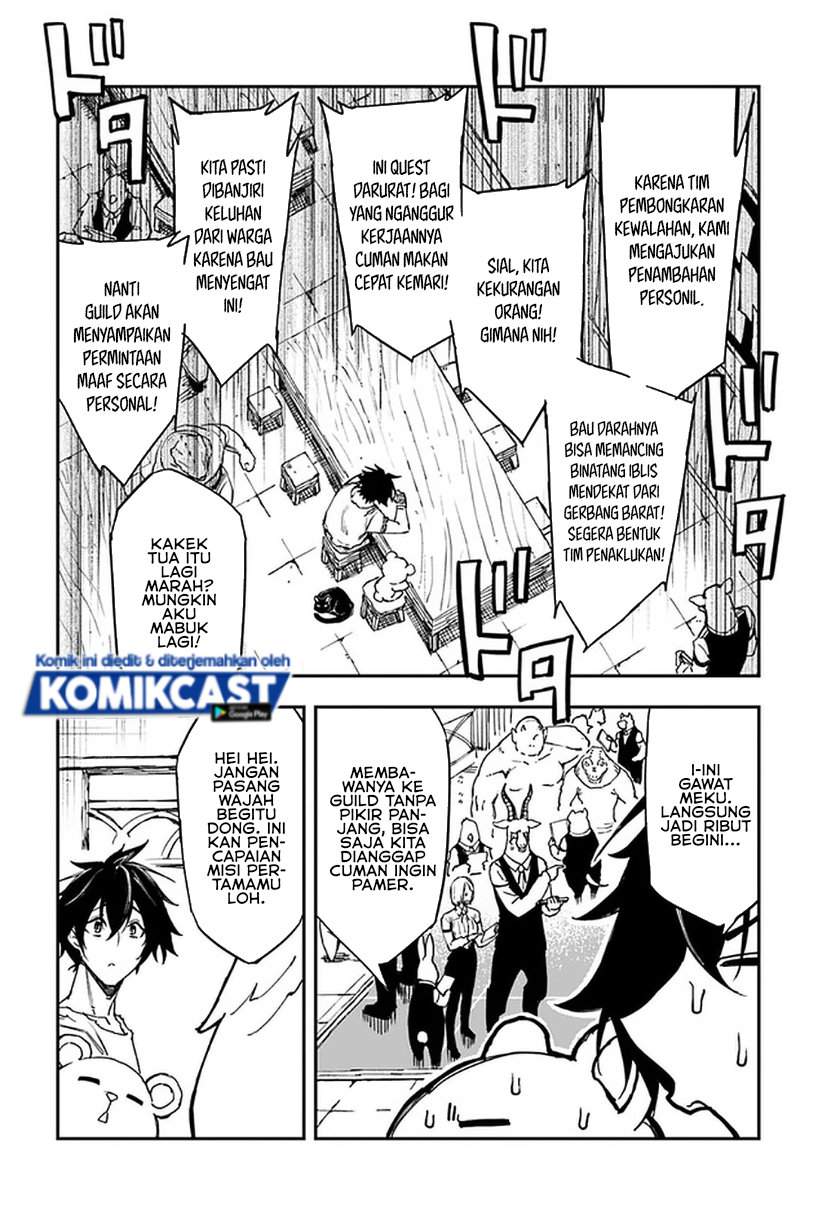 ドド
ドタ
KARENA TIM
PEMBONGKARAN
KEWALAHAN, KAMI
MENGAJUKAN
PENAMBAHAN
PERSONIL.
SIAL, KITA
KEKURANGAN
ORANG!
GIMANA NIH!
INI QUEST
DARURAT! BAGI
YANG NGANGGUR
KERJAANNYA
CUMAN MAKAN
CEPAT KEMARI!
KITA PASTI
DIBANJIRI
KELUHAN
DARI WARGA
KARENA BAU
MENYENGAT
INI!
NANTI
GUILD AKAN
MENYAMPAIKAN
PERMINTAAN
MAAF SECARA
PERSONAL!
BAU DARAHNYA
BISA MEMANCING
BINATANG IBLIS
MENDEKAT DARI
GERBANG BARAT!
SEGERA BENTUK
TIM PENAKLUKAN!
ドタ
ドタ
KAKEK
TUA ITU
LAGI
MARAH?
MUNGKIN
AKU
MABUK
LAGI!
Komik ini diedit & diterjemahkan oleh
KOMIKCAST
Google Play
I-INI
GAWAT
MEKU.
LANGSUNG
JADI RIBUT
BEGINI...
MEMBA-
WANYA KE
GUILD TANPA
PIKIR PAN-
JANG, BISA
SAJA KITA
DIANGGAP
CUMAN INGIN
PAMER.
HEI HEI.
JANGAN
PASANG
WAJAH
BEGITU
DONG. INI
KAN PEN-
CAPAIAN
MISI PER-
TAMAMU
LOH.